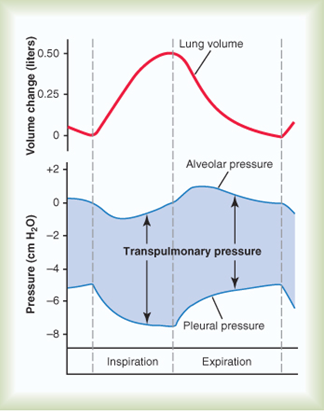 Volume change (liters)
0.50
0.25
0
Lung volume
Pressure (cm H₂O)
+2
0
−2
−4
−6
−8
Alveolar pressure
Transpulmonary pressure
Pleural pressure
Inspiration
Expiration